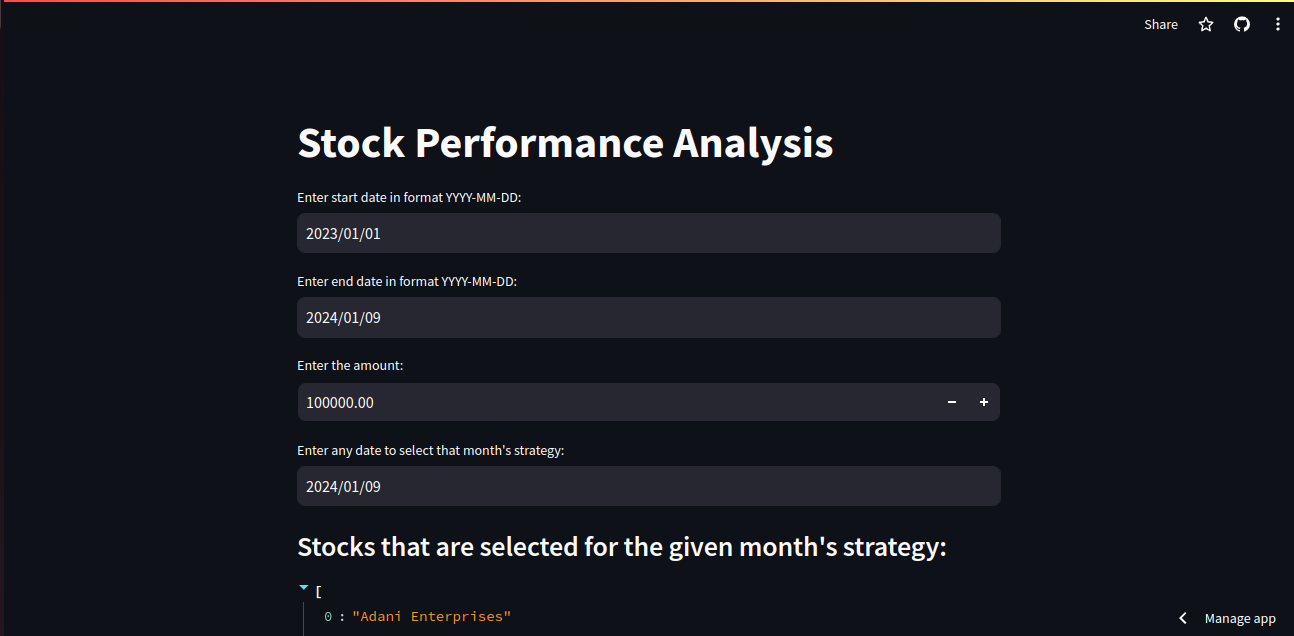 Share
Stock Performance Analysis
Enter start date in format YYYY-MM-DD:
2023/01/01
Enter end date in format YYYY-MM-DD:
2024/01/09
Enter the amount:
100000.00
Enter any date to select that month's strategy:
2024/01/09
Stocks that are selected for the given month's strategy:
[
0 : "Adani Enterprises"
Manage app